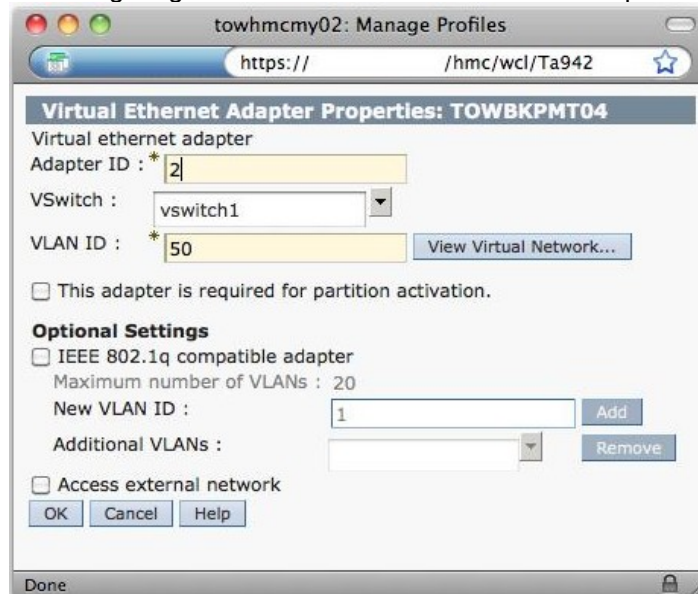 towhmcmy02: Manage Profiles
https:// /hmc/wcl/Ta942
Virtual Ethernet Adapter Properties: TOWBKPMT04
Virtual ethernet adapter
Adapter ID : * 2
VSwitch : vswitch1
VLAN ID : * 50 View Virtual Network...
This adapter is required for partition activation.
Optional Settings
IEEE 802.1q compatible adapter
Maximum number of VLANs : 20
New VLAN ID : 1 Add
Additional VLANs : Remove
Access external network
OK Cancel Help
Done